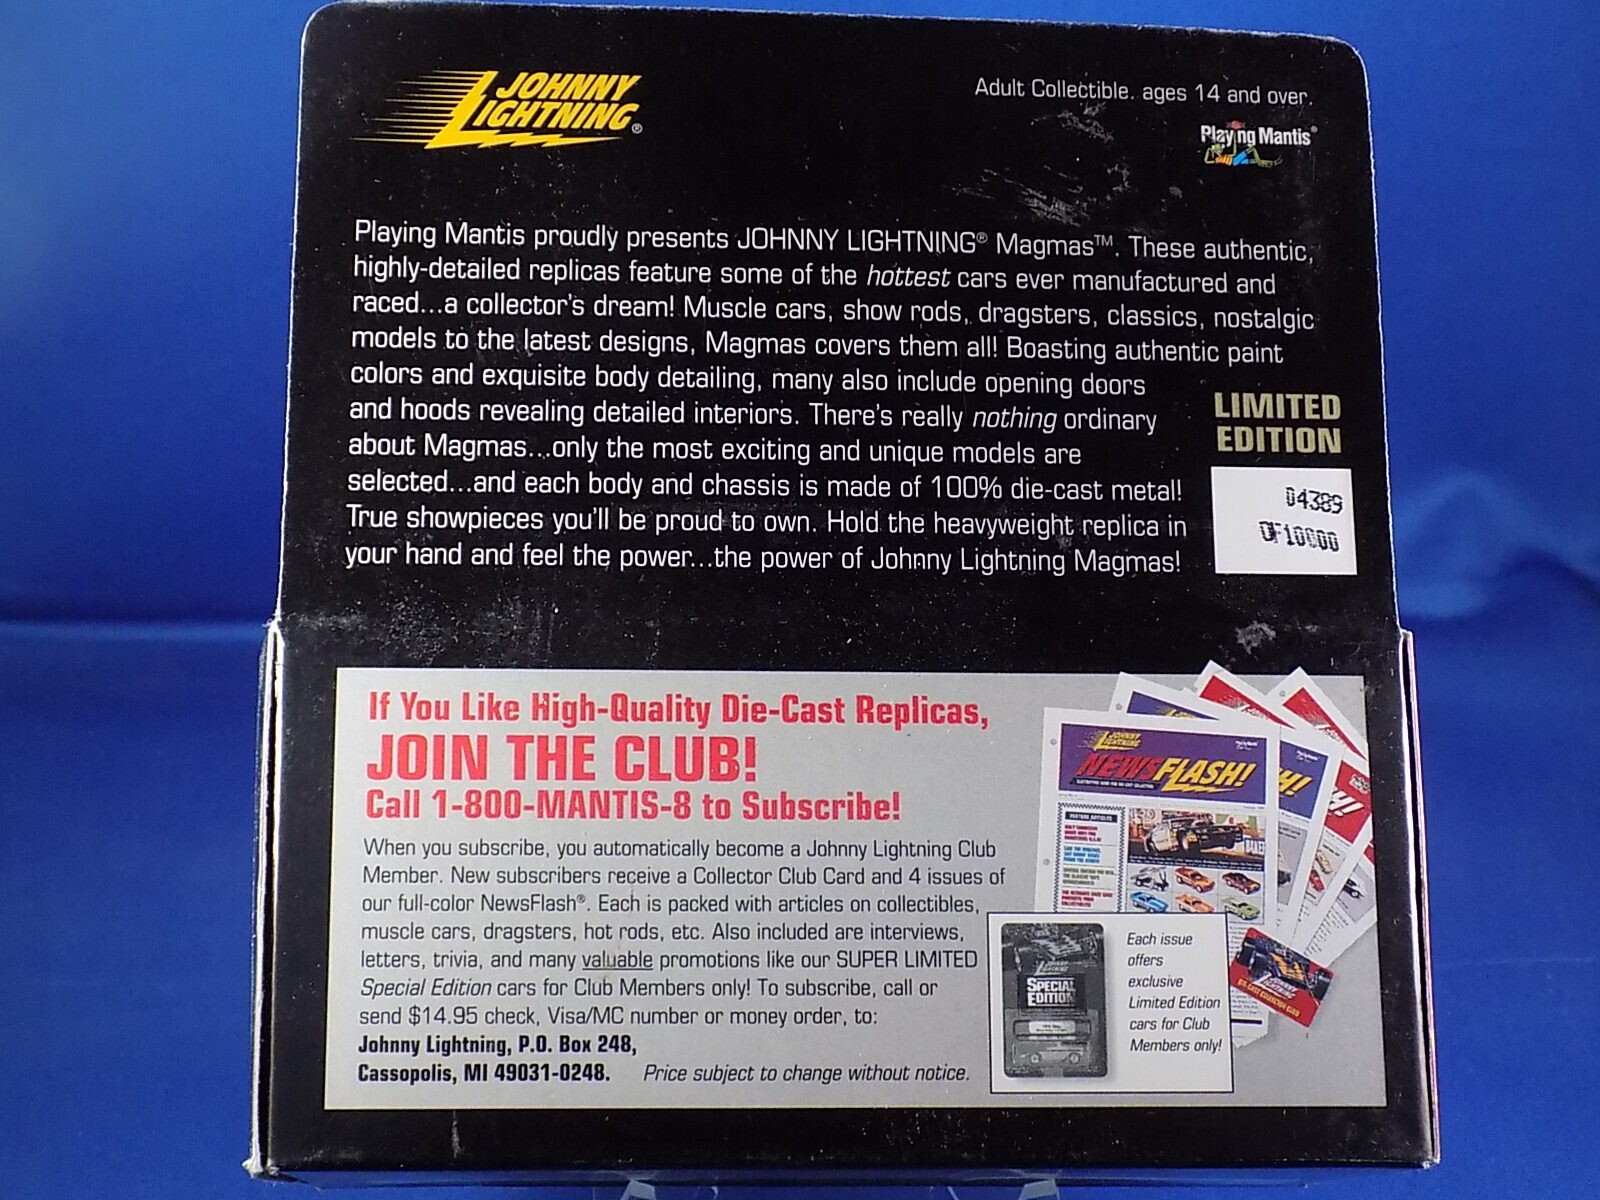 JOHNNY
LIGHTNING®
Adult Collectible. ages 14 and over.
Playing Mantis®
Playing Mantis proudly presents JOHNNY LIGHTNING® Magmas™. These authentic,
highly-detailed replicas feature some of the hottest cars ever manufactured and
raced...a collector's dream! Muscle cars, show rods, dragsters, classics, nostalgic
models to the latest designs, Magmas covers them all! Boasting authentic paint
colors and exquisite body detailing, many also include opening doors
and hoods revealing detailed interiors. There's really nothing ordinary
about Magmas...only the most exciting and unique models are
selected...and each body and chassis is made of 100% die-cast metal!
True showpieces you'll be proud to own. Hold the heavyweight replica in
your hand and feel the power...the power of Johnny Lightning Magmas!
LIMITED
EDITION
04389
OF10000
If You Like High-Quality Die-Cast Replicas,
JOIN THE CLUB!
Call 1-800-MANTIS-8 to Subscribe!
When you subscribe, you automatically become a Johnny Lightning Club
Member. New subscribers receive a Collector Club Card and 4 issues of
our full-color NewsFlash®. Each is packed with articles on collectibles,
muscle cars, dragsters, hot rods, etc. Also included are interviews,
letters, trivia, and many valuable promotions like our SUPER LIMITED
Special Edition cars for Club Members only! To subscribe, call or
send $14.95 check, Visa/MC number or money order, to:
Johnny Lightning, P.O. Box 248,
Cassopolis, MI 49031-0248. Price subject to change without notice.
JOHNNY
LIGHTNING
NEWSFLASH!
H!
Y!
FEATURE ARTICLES
JOHNNY
LIGHTNING
SPECIAL
EDITION
Each issue
offers
exclusive
Limited Edition
cars for Club
Members only!
JOHNNY
LIGHTNING
DIE-CAST COLLECTOR CLUB